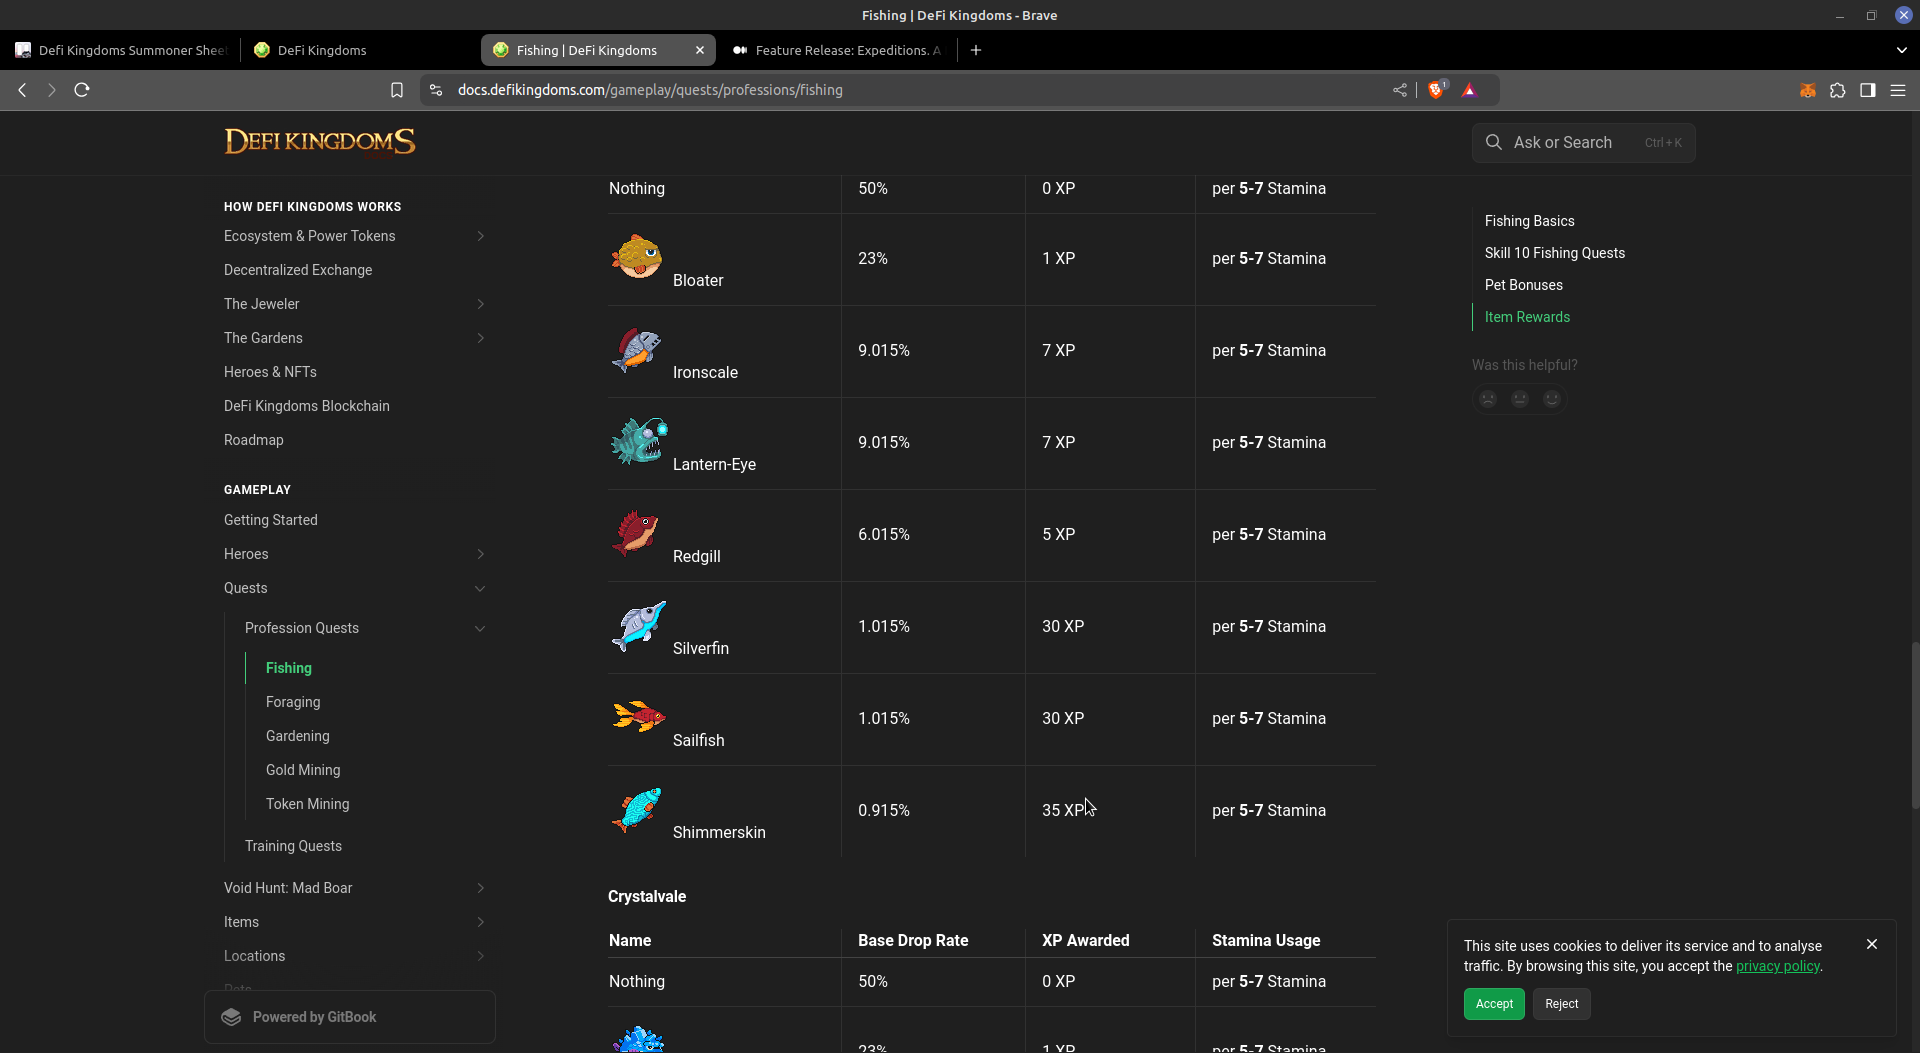 Fishing | DeFi Kingdoms - Brave
Defi Kingdoms Summoner Sheet
DeFi Kingdoms
Fishing | DeFi Kingdoms
Feature Release: Expeditions. A
docs.defikingdoms.com/gameplay/quests/professions/fishing
1
DEFI KINGDOMS
Ask or Search
Ctrl + K
HOW DEFI KINGDOMS WORKS
Ecosystem & Power Tokens
Decentralized Exchange
The Jeweler
The Gardens
Heroes & NFTs
DeFi Kingdoms Blockchain
Roadmap
GAMEPLAY
Getting Started
Heroes
Quests
Profession Quests
Fishing
Foraging
Gardening
Gold Mining
Token Mining
Training Quests
Void Hunt: Mad Boar
Items
Locations
Pets
Powered by GitBook
Nothing 50% 0 XP per 5-7 Stamina
Bloater 23% 1 XP per 5-7 Stamina
Ironscale 9.015% 7 XP per 5-7 Stamina
Lantern-Eye 9.015% 7 XP per 5-7 Stamina
Redgill 6.015% 5 XP per 5-7 Stamina
Silverfin 1.015% 30 XP per 5-7 Stamina
Sailfish 1.015% 30 XP per 5-7 Stamina
Shimmerskin 0.915% 35 XP per 5-7 Stamina
Crystalvale
Name Base Drop Rate XP Awarded Stamina Usage
Nothing 50% 0 XP per 5-7 Stamina
23% 1 XP per 5-7 Stamina
Fishing Basics
Skill 10 Fishing Quests
Pet Bonuses
Item Rewards
Was this helpful?
This site uses cookies to deliver its service and to analyse
traffic. By browsing this site, you accept the privacy policy.
Accept
Reject